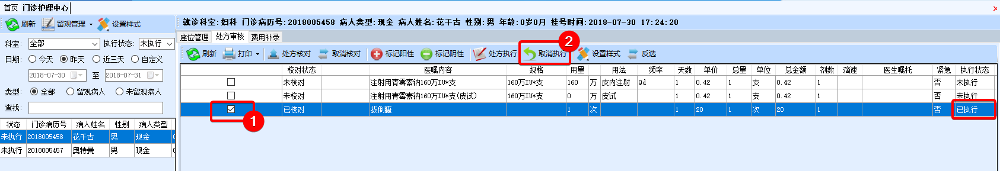 首页 门诊护理中心
刷新 留观管理 设置样式
科室: 全部 执行状态: 未执行
日期: 今天 昨天 近三天 自定义
2018-07-30 至 2018-07-31
类型: 全部 留观病人 未留观病人
查找:
状态 门诊病历号 病人姓名 性别 病人类型
未执行 2018005458 花千古 男 现金
未执行 2018005457 奥特曼 男 现金
就诊科室:妇科 门诊病历号:2018005458 病人类型:现金 病人姓名:花千古 性别:男 年龄:0岁0月 挂号时间:2018-07-30 17:24:20
座位管理 处方审核 费用补录
刷新 打印 处方核对 取消核对 标记阳性 标记阴性 处方执行 取消执行 设置样式 反选
2
校对状态 医嘱内容 规格 用量 用法 频率 天数 单价 总量 单位 总金额 剂数 滴速 医生嘱托 紧急 执行状态
未校对 注射用青霉素钠160万IU*支 160万IU*支 160 万 皮内注射 Qd 1 0.42 1 支 0.42 1 否 未执行
未校对 注射用青霉素钠160万IU*支(皮试) 160万IU*支 0 万 皮试 1 0.42 1 支 0.42 1 否 未执行
已校对 拔倒睫 1 次 1 20 1 次 20 1 否 已执行
1